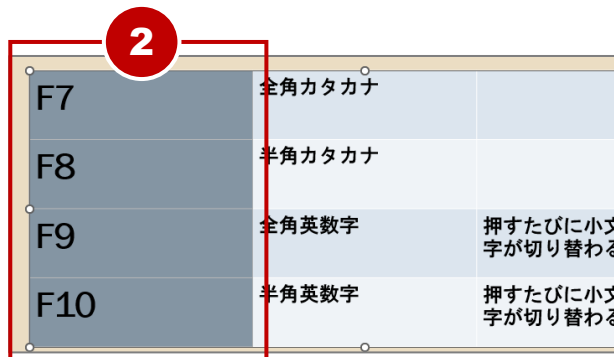 2
F7
全角カタカナ
F8
半角カタカナ
F9
全角英数字
押すたびに小文
字が切り替わる
F10
半角英数字
押すたびに小文
字が切り替わる